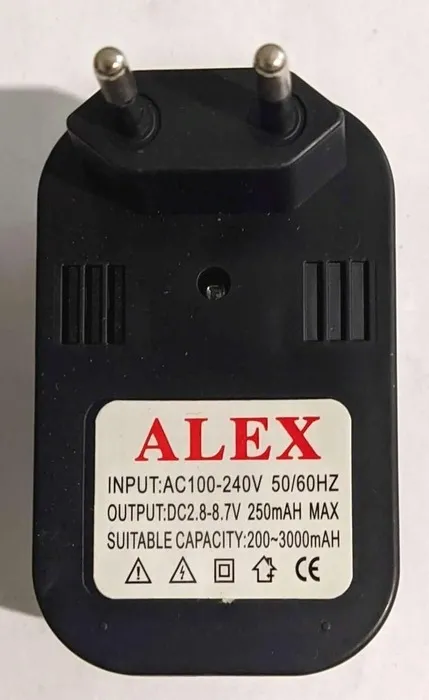 ALEX
INPUT:AC100-240V 50/60HZ
OUTPUT:DC2.8-8.7V 250mAH MAX
SUITABLE CAPACITY:200~3000mAH
CE